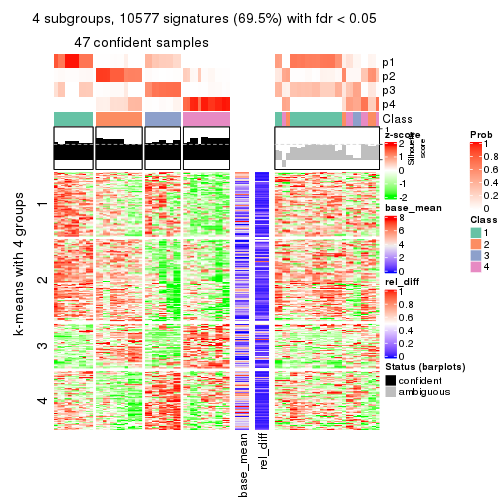 4 subgroups, 10577 signatures (69.5%) with fdr < 0.05
47 confident samples
p1
p2
p3
p4
Class
1
Silhouette
score
k-means with 4 groups
1
2
3
4
base_mean
rel_diff
z-score
2
1
0
-1
-2
base_mean
8
6
4
2
0
rel_diff
1
0.8
0.6
0.4
0.2
0
Status (barplots)
confident
ambiguous
Prob
1
0.8
0.6
0.4
0.2
0
Class
1
2
3
4